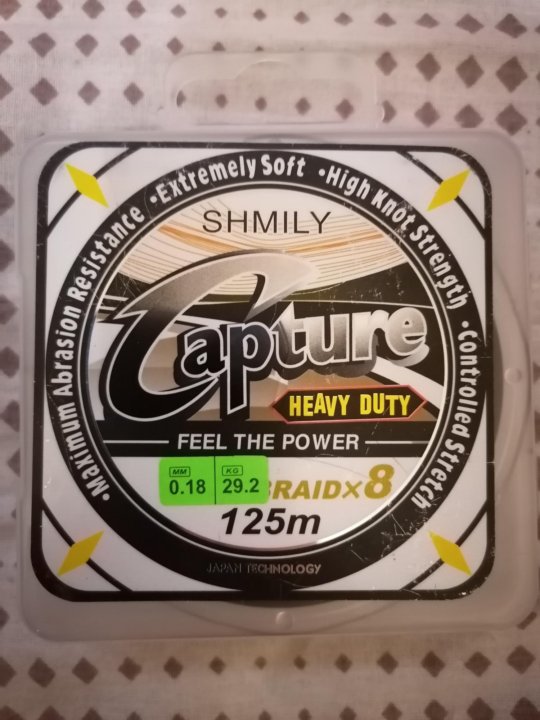 •Maximum Abrasion Resistance •Extremely Soft •High Knot Strength •Controlled Stretch
SHMILY
Capture
HEAVY DUTY
FEEL THE POWER
MM KG
0.18 29.2
BRAID×8
125m
JAPAN TECHNOLOGY